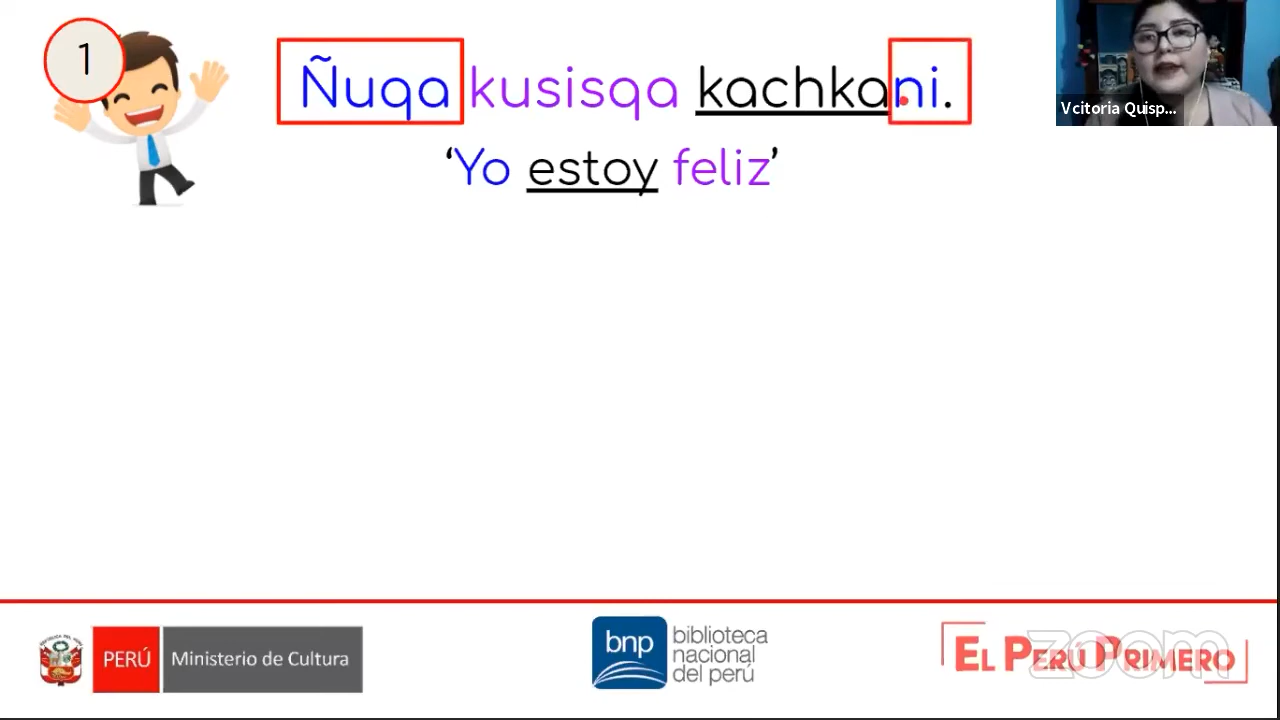 1
Ñuqa kusisqa kachkani.
‘Yo estoy feliz’
Vcitoria Quisp...
PERÚ
Ministerio de Cultura
bnp
biblioteca
nacional
del perú
EL PERÚ PRIMERO
zoom